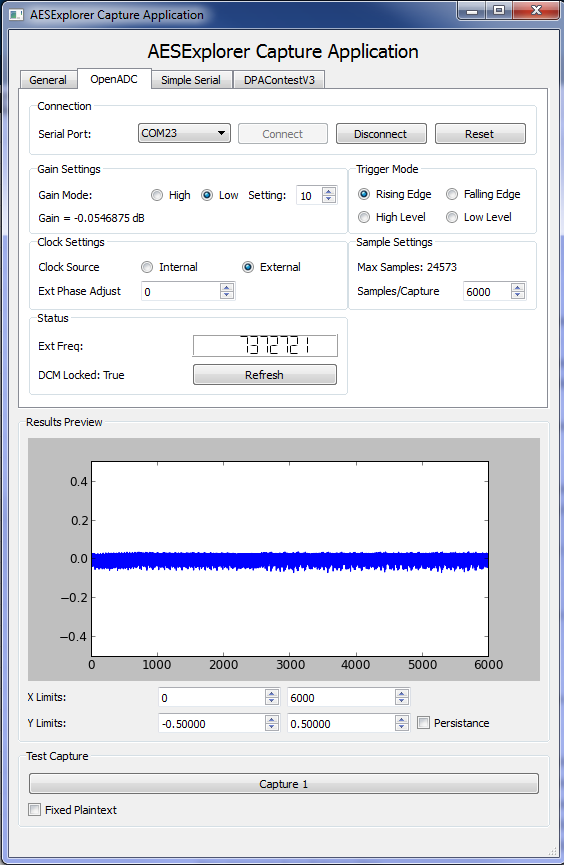 AESExplorer Capture Application
AESExplorer Capture Application
General OpenADC Simple Serial DPAContestV3
Connection
Serial Port: COM23 Connect Disconnect Reset
Gain Settings
Gain Mode: High Low Setting: 10
Gain = -0.0546875 dB
Trigger Mode
Rising Edge Falling Edge
High Level Low Level
Clock Settings
Clock Source Internal External
Ext Phase Adjust 0
Sample Settings
Max Samples: 24573
Samples/Capture 6000
Status
Ext Freq: 7372721
DCM Locked: True Refresh
Results Preview
0.4
0.2
0.0
−0.2
−0.4
0 1000 2000 3000 4000 5000 6000
X Limits: 0 6000
Y Limits: -0.50000 0.50000 Persistance
Test Capture
Capture 1
Fixed Plaintext